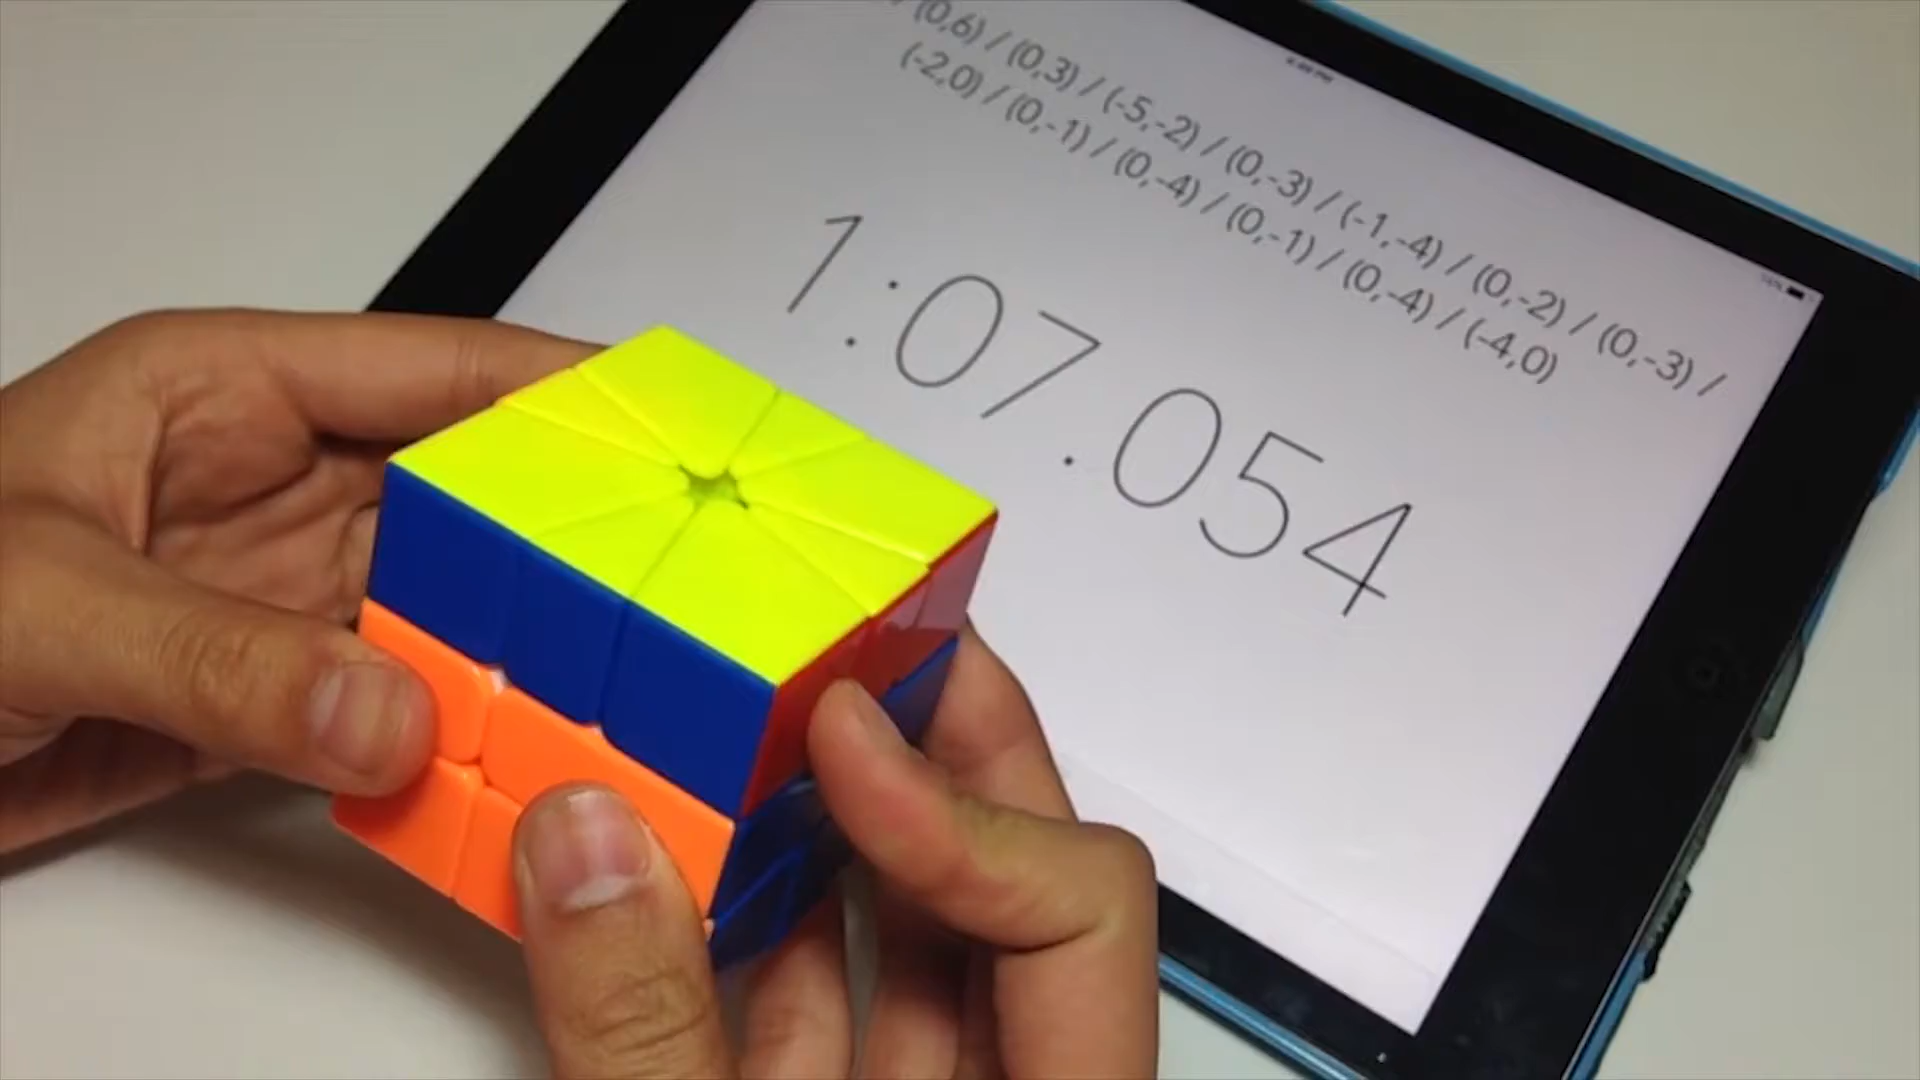 / (0,6) / (0,3) / (-5,-2) / (0,-3) / (-1,-4) / (0,-2) / (0,-3) /
(-2,0) / (0,-1) / (0,-4) / (0,-1) / (0,-4) / (-4,0)
1:07.054